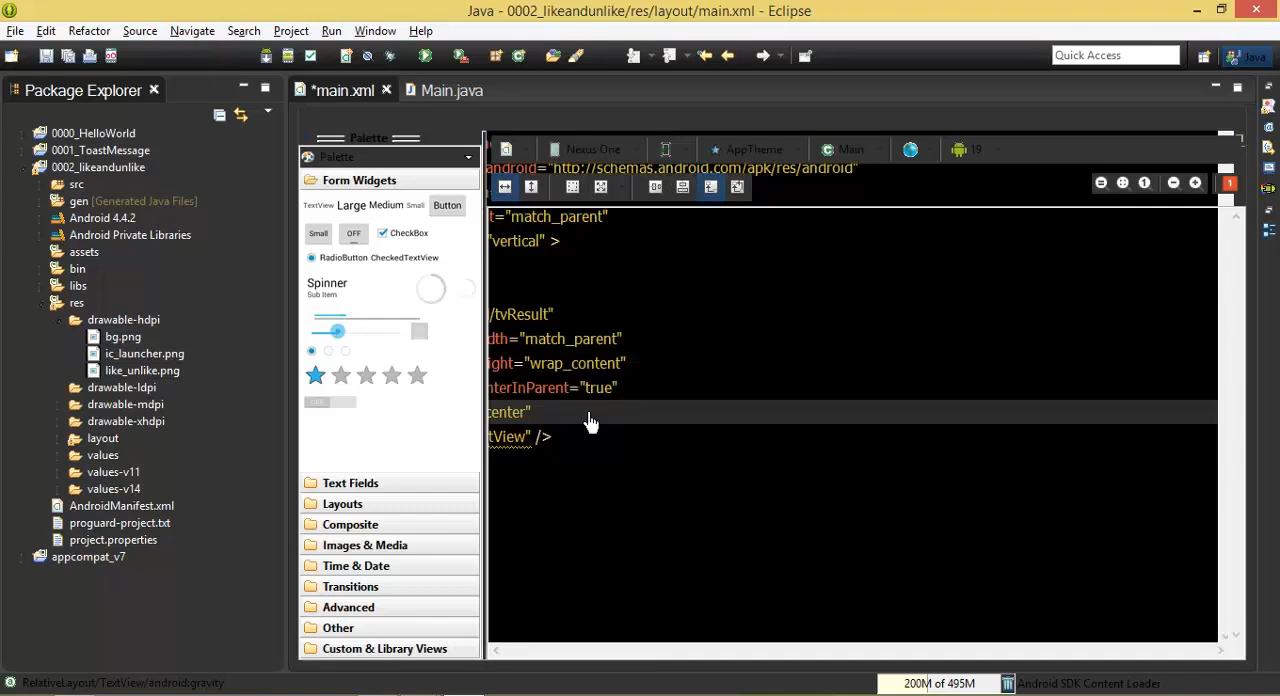 Java - 0002_likeandunlike/res/layout/main.xml - Eclipse
File Edit Refactor Source Navigate Search Project Run Window Help
Quick Access
Java
Package Explorer
*main.xml
Main.java
0000_HelloWorld
0001_ToastMessage
0002_likeandunlike
src
gen [Generated Java Files]
Android 4.4.2
Android Private Libraries
assets
bin
libs
res
drawable-hdpi
bg.png
ic_launcher.png
like_unlike.png
drawable-ldpi
drawable-mdpi
drawable-xhdpi
layout
values
values-v11
values-v14
AndroidManifest.xml
proguard-project.txt
project.properties
appcompat_v7
Palette
Palette
Form Widgets
TextView Large Medium Small Button
Small OFF CheckBox
RadioButton CheckedTextView
Spinner
Sub Item
OFF
Text Fields
Layouts
Composite
Images & Media
Time & Date
Transitions
Advanced
Other
Custom & Library Views
Nexus One AppTheme Main 19
android="http://schemas.android.com/apk/res/android"
1
t="match_parent"
"vertical" >
/tvResult"
dth="match_parent"
ight="wrap_content"
nterInParent="true"
center"
tView" />
RelativeLayout/TextView/android:gravity
200M of 495M
Android SDK Content Loader